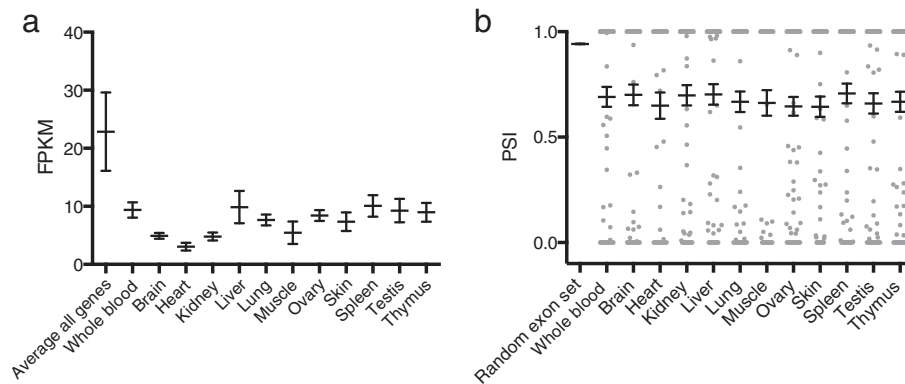 a
40
30
20
10
0
FPKM
Average all genes
Whole blood
Brain
Heart
Kidney
Liver
Lung
Muscle
Ovary
Skin
Spleen
Testis
Thymus
b
1.0
0.5
0.0
PSI
Random exon set
Whole blood
Brain
Heart
Kidney
Liver
Lung
Muscle
Ovary
Skin
Spleen
Testis
Thymus